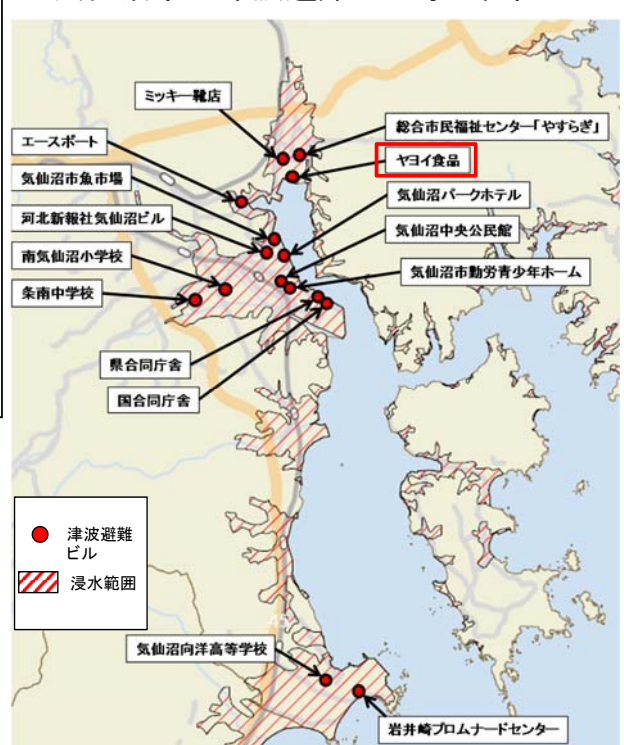 ミッキー靴店
総合市民福祉センター「やすらぎ」
エースポート
ヤヨイ食品
気仙沼市魚市場
気仙沼パークホテル
河北新報社気仙沼ビル
気仙沼中央公民館
南気仙沼小学校
気仙沼市勤労青少年ホーム
条南中学校
県合同庁舎
国合同庁舎
津波避難
ビル
浸水範囲
45
気仙沼向洋高等学校
岩井崎プロムナードセンター